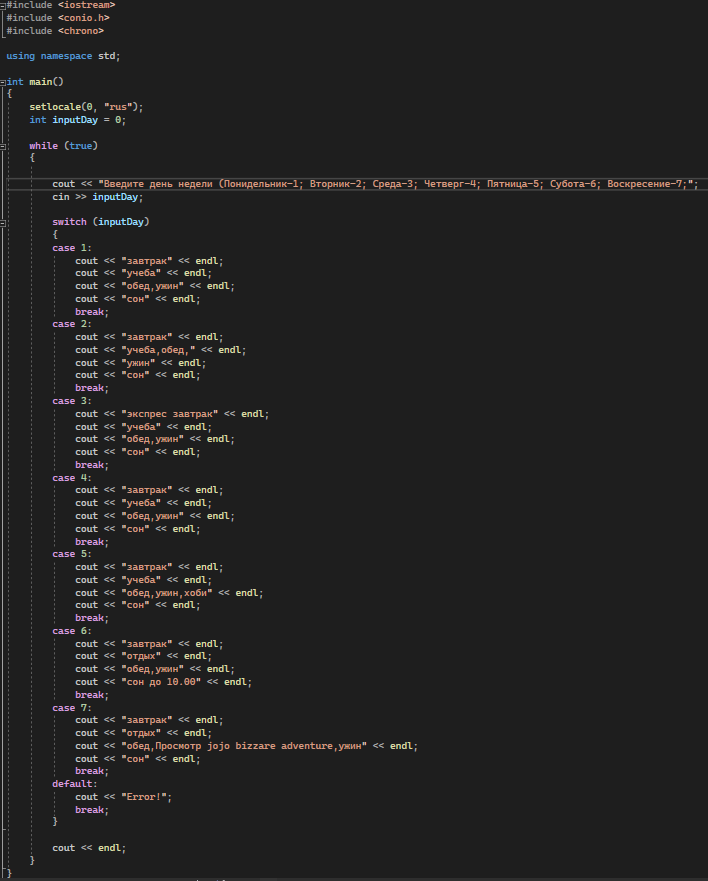 #include <iostream>
#include <conio.h>
#include <chrono>
using namespace std;
int main()
{
setlocale(0, "rus");
int inputDay = 0;
while (true)
{
cout << "Введите день недели (Понидельник-1; Вторник-2; Среда-3; Четверг-4; Пятница-5; Субота-6; Воскресение-7;";
cin >> inputDay;
switch (inputDay)
{
case 1:
cout << "завтрак" << endl;
cout << "учеба" << endl;
cout << "обед,ужин" << endl;
cout << "сон" << endl;
break;
case 2:
cout << "завтрак" << endl;
cout << "учеба,обед," << endl;
cout << "ужин" << endl;
cout << "сон" << endl;
break;
case 3:
cout << "экспрес завтрак" << endl;
cout << "учеба" << endl;
cout << "обед,ужин" << endl;
cout << "сон" << endl;
break;
case 4:
cout << "завтрак" << endl;
cout << "учеба" << endl;
cout << "обед,ужин" << endl;
cout << "сон" << endl;
break;
case 5:
cout << "завтрак" << endl;
cout << "учеба" << endl;
cout << "обед,ужин,хоби" << endl;
cout << "сон" << endl;
break;
case 6:
cout << "завтрак" << endl;
cout << "отдых" << endl;
cout << "обед,ужин" << endl;
cout << "сон до 10.00" << endl;
break;
case 7:
cout << "завтрак" << endl;
cout << "отдых" << endl;
cout << "обед,Просмотр jojo bizzare adventure,ужин" << endl;
cout << "сон" << endl;
break;
default:
cout << "Error!";
break;
}
cout << endl;
}
}